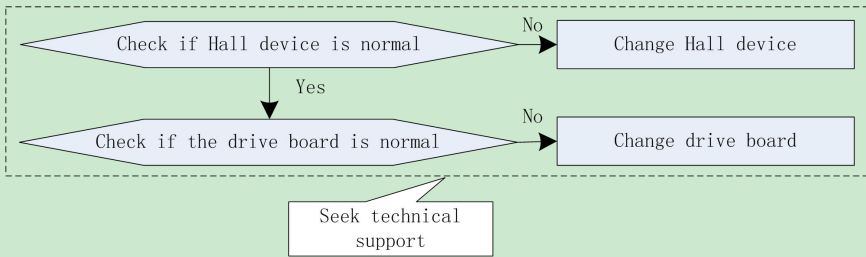 No
Check if Hall device is normal
Change Hall device
Yes
No
Check if the drive board is normal
Change drive board
Seek technical
support